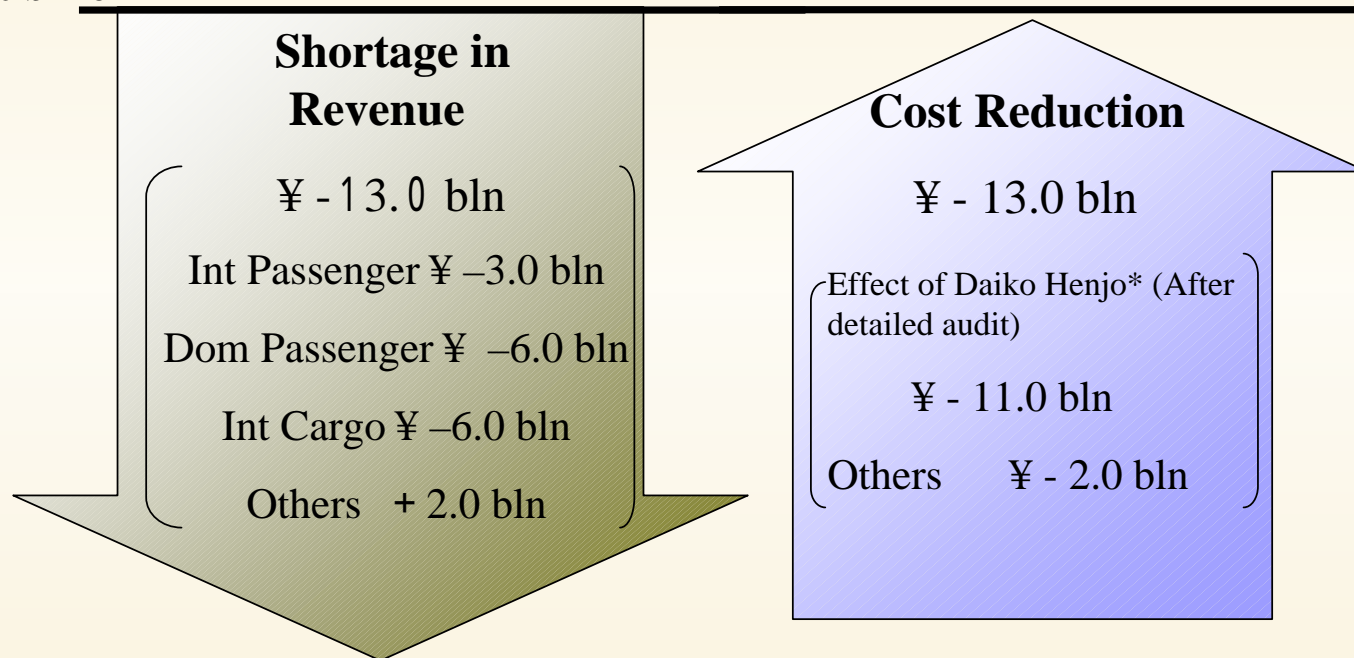 Shortage in
Revenue
¥ -13.0 bln
Int Passenger ¥ –3.0 bln
Dom Passenger ¥ –6.0 bln
Int Cargo ¥ –6.0 bln
Others + 2.0 bln
Cost Reduction
¥ - 13.0 bln
Effect of Daiko Henjo* (After
detailed audit)
¥ - 11.0 bln
Others ¥ - 2.0 bln